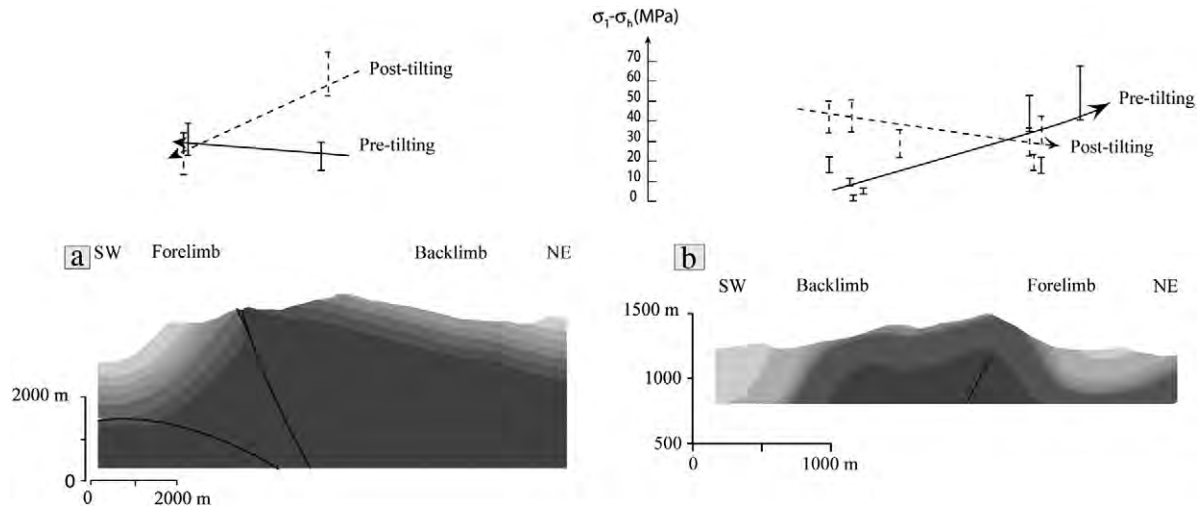 σ₁-σₕ(MPa)
70
60
50
40
30
20
10
0
Post-tilting
Pre-tilting
Pre-tilting
Post-tilting
a SW Forelimb Backlimb NE
2000 m
0
0 2000 m
b
SW Backlimb Forelimb NE
1500 m
1000
500
1000 m